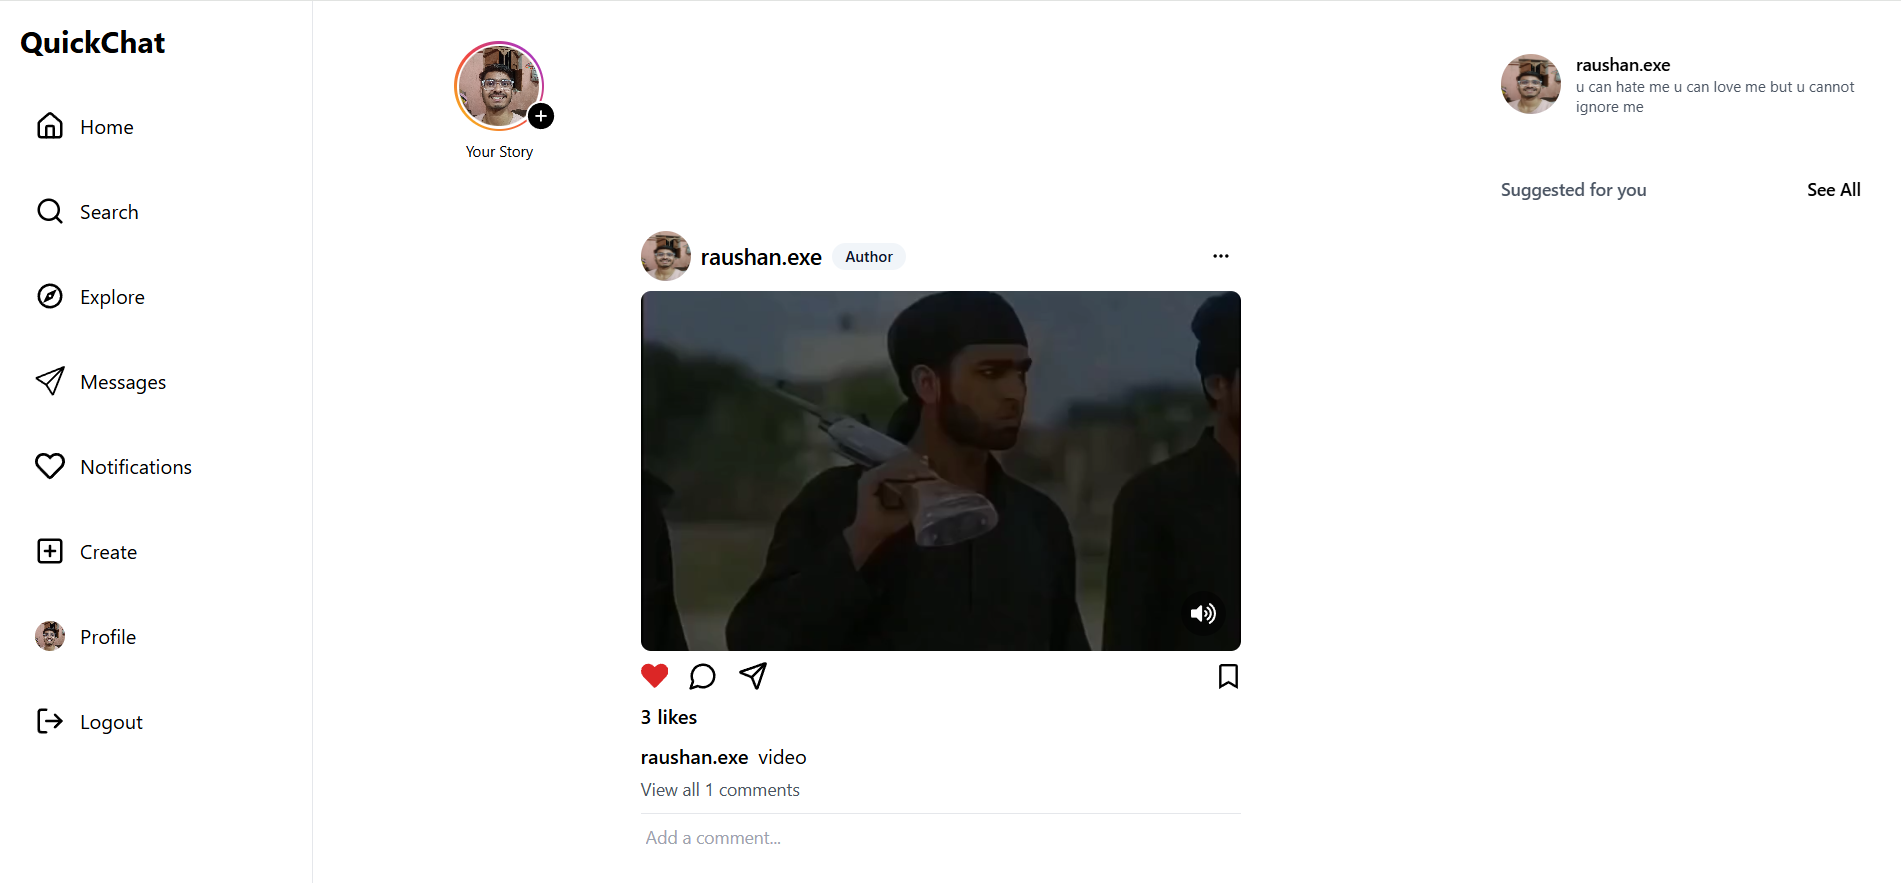 QuickChat
Home
Search
Explore
Messages
Notifications
Create
Profile
Logout
Your Story
raushan.exe
Author
3 likes
raushan.exe video
View all 1 comments
Add a comment...
raushan.exe
u can hate me u can love me but u cannot
ignore me
Suggested for you
See All